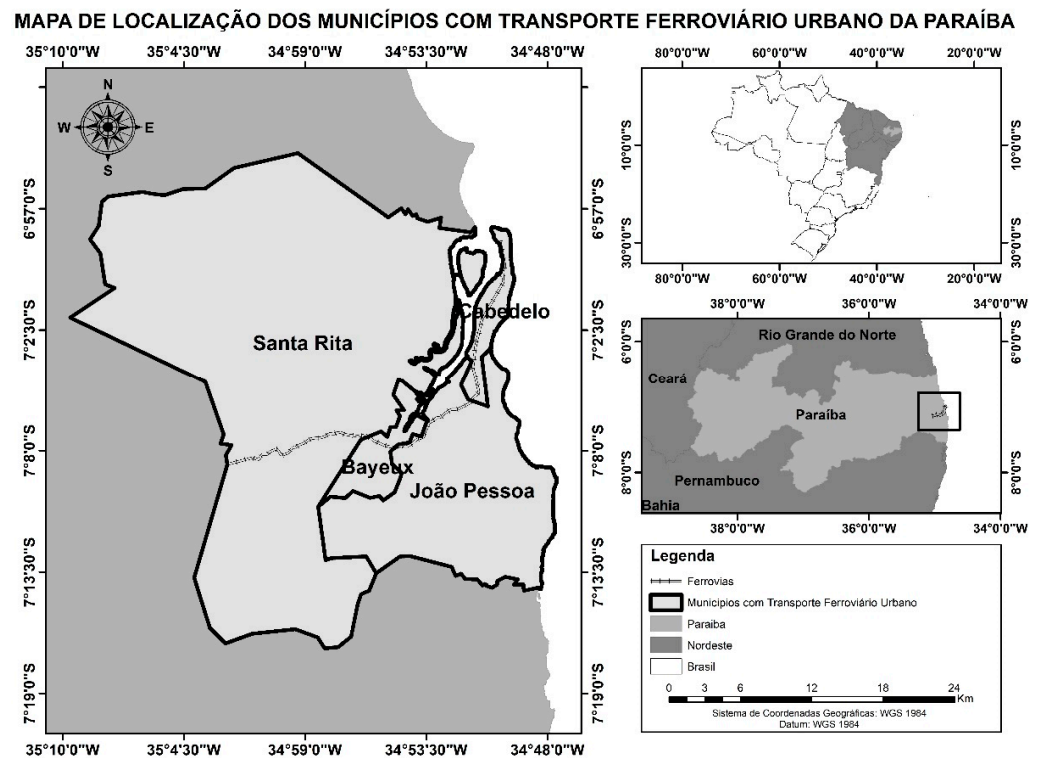 MAPA DE LOCALIZAÇÃO DOS MUNICÍPIOS COM TRANSPORTE FERROVIÁRIO URBANO DA PARAÍBA
35°10'0"W 35°4'30"W 34°59'0"W 34°53'30"W 34°48'0"W
N
W E
S
6°57'0"S
7°2'30"S
7°8'0"S
7°13'30"S
7°19'0"S
Cabedelo
Santa Rita
Bayeux
João Pessoa
6°57'0"S
7°2'30"S
7°8'0"S
7°13'30"S
7°19'0"S
35°10'0"W 35°4'30"W 34°59'0"W 34°53'30"W 34°48'0"W
80°0'0"W 60°0'0"W 40°0'0"W 20°0'0"W
10°0'0"S 10°0'0"S
30°0'0"S 30°0'0"S
80°0'0"W 60°0'0"W 40°0'0"W 20°0'0"W
38°0'0"W 36°0'0"W 34°0'0"W
6°0'0"S 6°0'0"S
Rio Grande do Norte
Ceará
Paraíba
8°0'0"S 8°0'0"S
Pernambuco
Bahia
38°0'0"W 36°0'0"W 34°0'0"W
Legenda
Ferrovias
Municipios com Transporte Ferroviário Urbano
Paraiba
Nordeste
Brasil
0 3 6 12 18 24
Km
Sistema de Coordenadas Geográficas: WGS 1984
Datum: WGS 1984